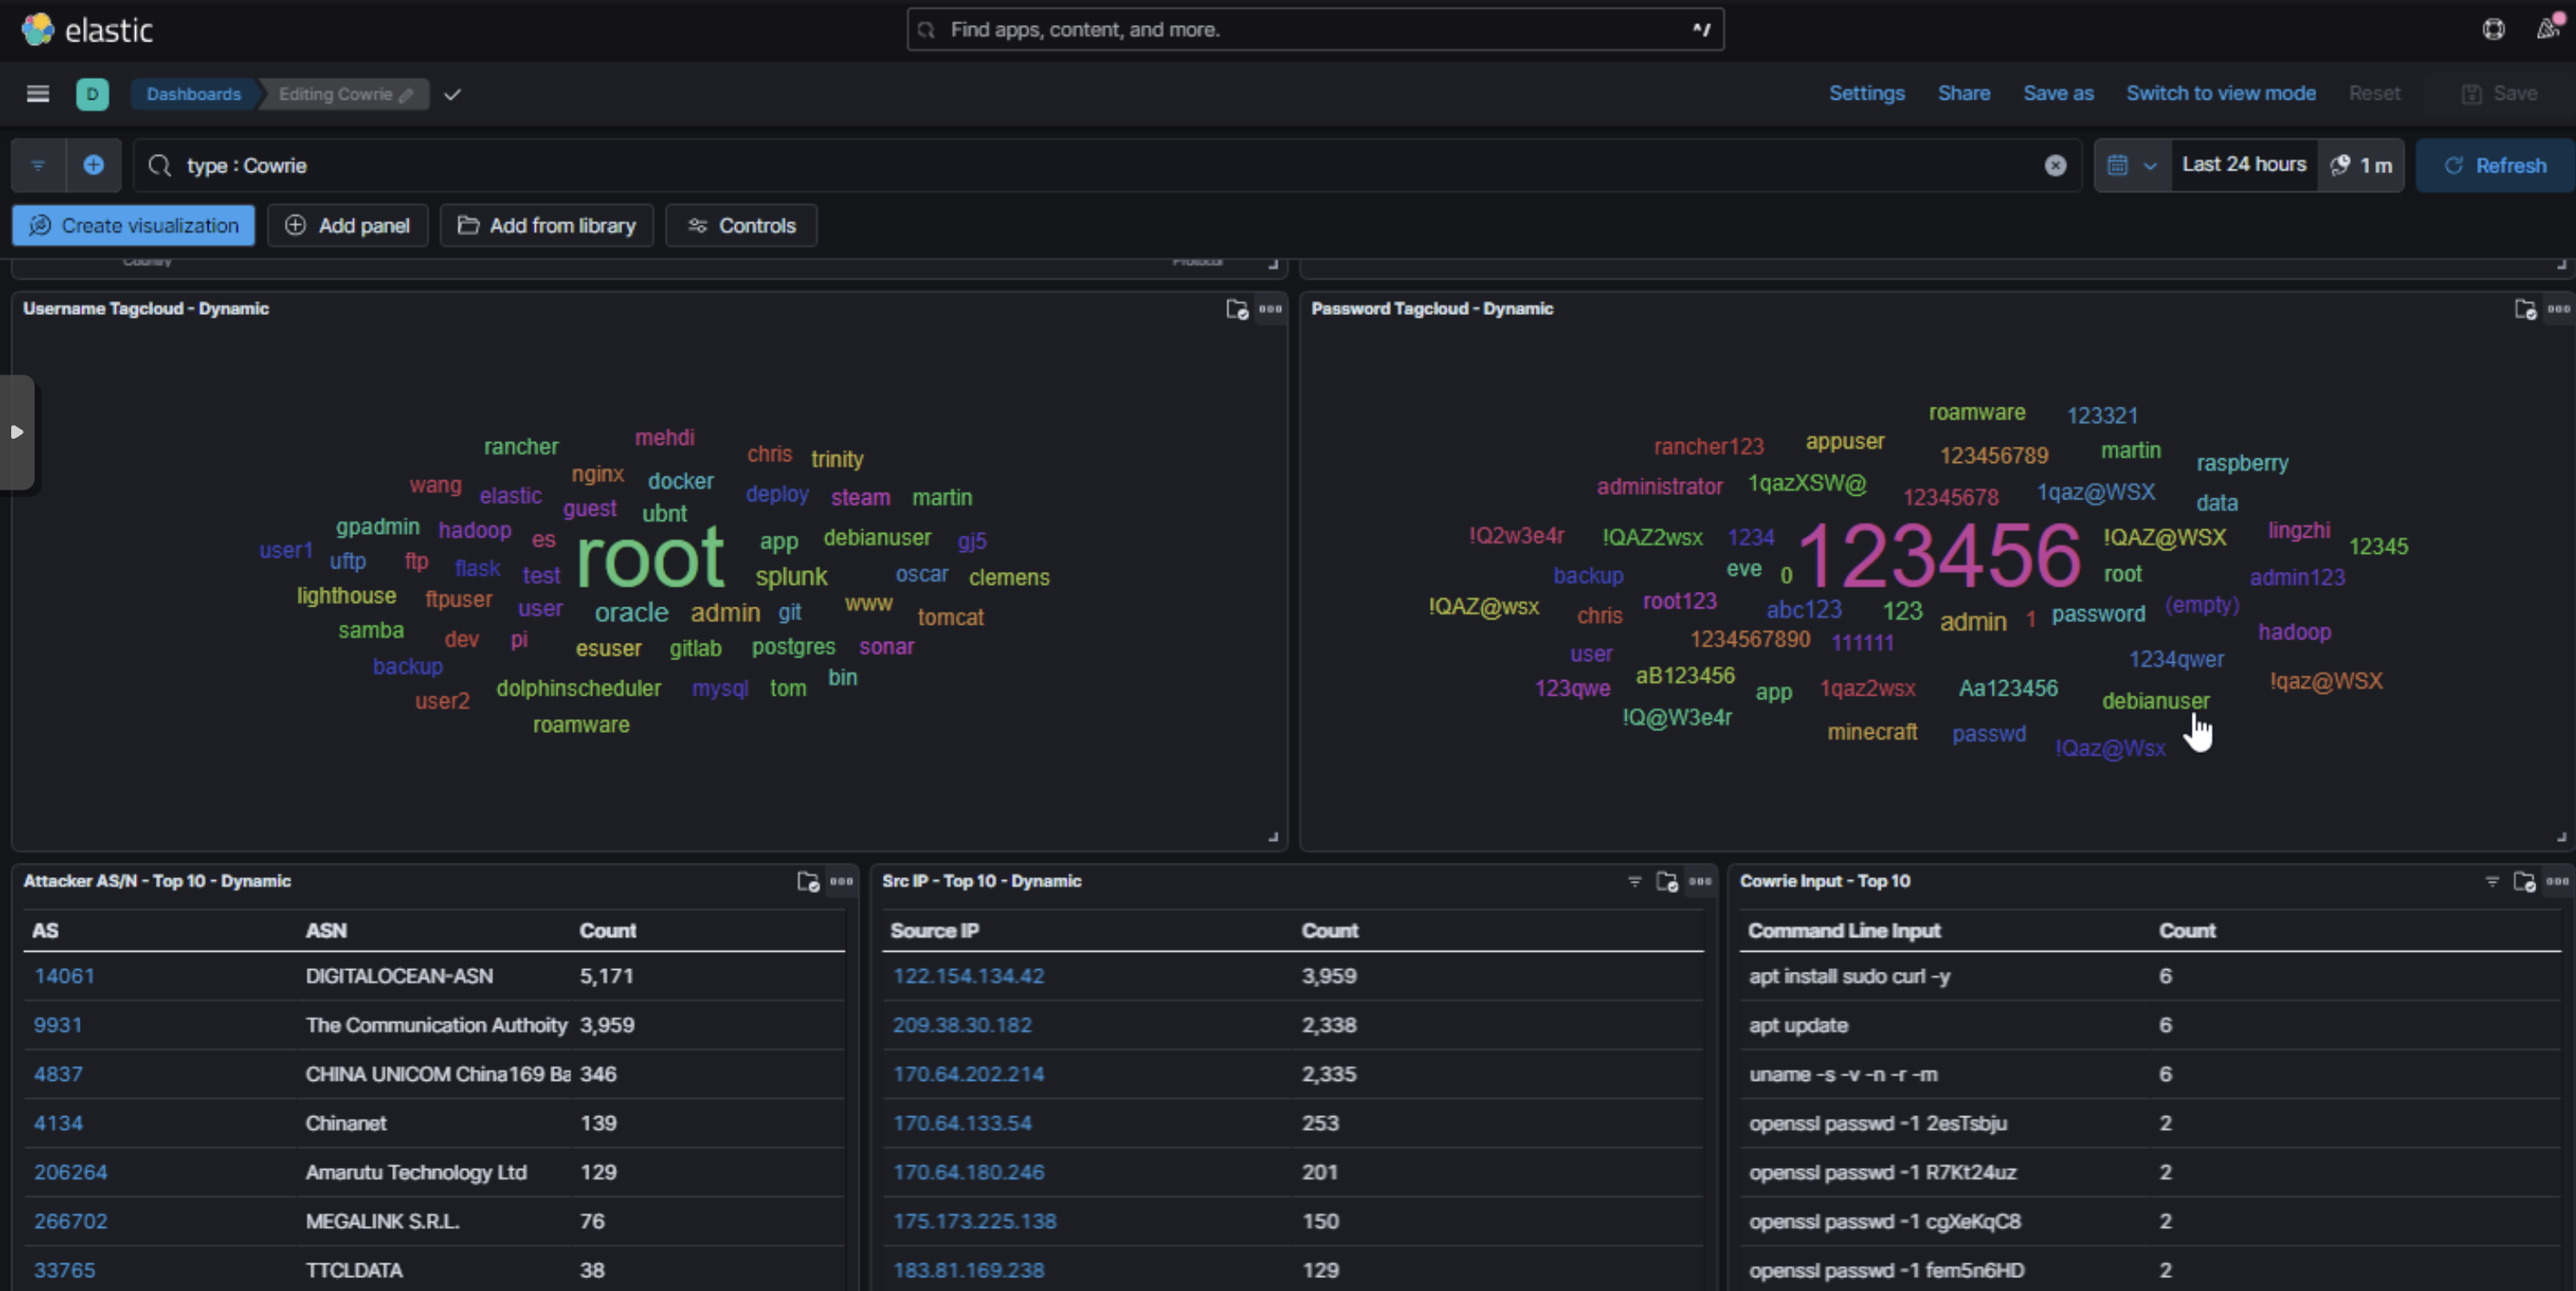 elastic
Find apps, content, and more.
^/
D
Dashboards
Editing Cowrie
Settings
Share
Save as
Switch to view mode
Reset
Save
type : Cowrie
Last 24 hours
1 m
Refresh
Create visualization
Add panel
Add from library
Controls
Country
Protocol
Username Tagcloud - Dynamic
mehdi
rancher
chris
trinity
nginx
docker
wang
elastic
deploy
steam
martin
guest
ubnt
gpadmin
hadoop
es
root
app
debianuser
gj5
user1
uftp
ftp
flask
test
splunk
oscar
clemens
lighthouse
ftpuser
user
oracle
admin
git
www
tomcat
samba
dev
pi
esuser
gitlab
postgres
sonar
backup
bin
user2
dolphinscheduler
mysql
tom
roamware
Password Tagcloud - Dynamic
roamware
123321
rancher123
appuser
123456789
martin
raspberry
administrator
1qazXSW@
12345678
1qaz@WSX
data
!Q2w3e4r
!QAZ2wsx
1234
123456
!QAZ@WSX
lingzhi
12345
backup
eve
0
root
admin123
!QAZ@wsx
chris
root123
abc123
123
admin
1
password
(empty)
1234567890
111111
hadoop
user
1234qwer
123qwe
aB123456
app
1qaz2wsx
Aa123456
debianuser
!qaz@WSX
!Q@W3e4r
minecraft
passwd
!Qaz@Wsx
Attacker AS/N - Top 10 - Dynamic
AS ASN Count
14061 DIGITALOCEAN-ASN 5,171
9931 The Communication Authoity 3,959
4837 CHINA UNICOM China169 Ba 346
4134 Chinanet 139
206264 Amarutu Technology Ltd 129
266702 MEGALINK S.R.L. 76
33765 TTCLDATA 38
Src IP - Top 10 - Dynamic
Source IP Count
122.154.134.42 3,959
209.38.30.182 2,338
170.64.202.214 2,335
170.64.133.54 253
170.64.180.246 201
175.173.225.138 150
183.81.169.238 129
Cowrie Input - Top 10
Command Line Input Count
apt install sudo curl -y 6
apt update 6
uname -s -v -n -r -m 6
openssl passwd -1 2esTsbju 2
openssl passwd -1 R7Kt24uz 2
openssl passwd -1 cgXeKqC8 2
openssl passwd -1 fem5n6HD 2